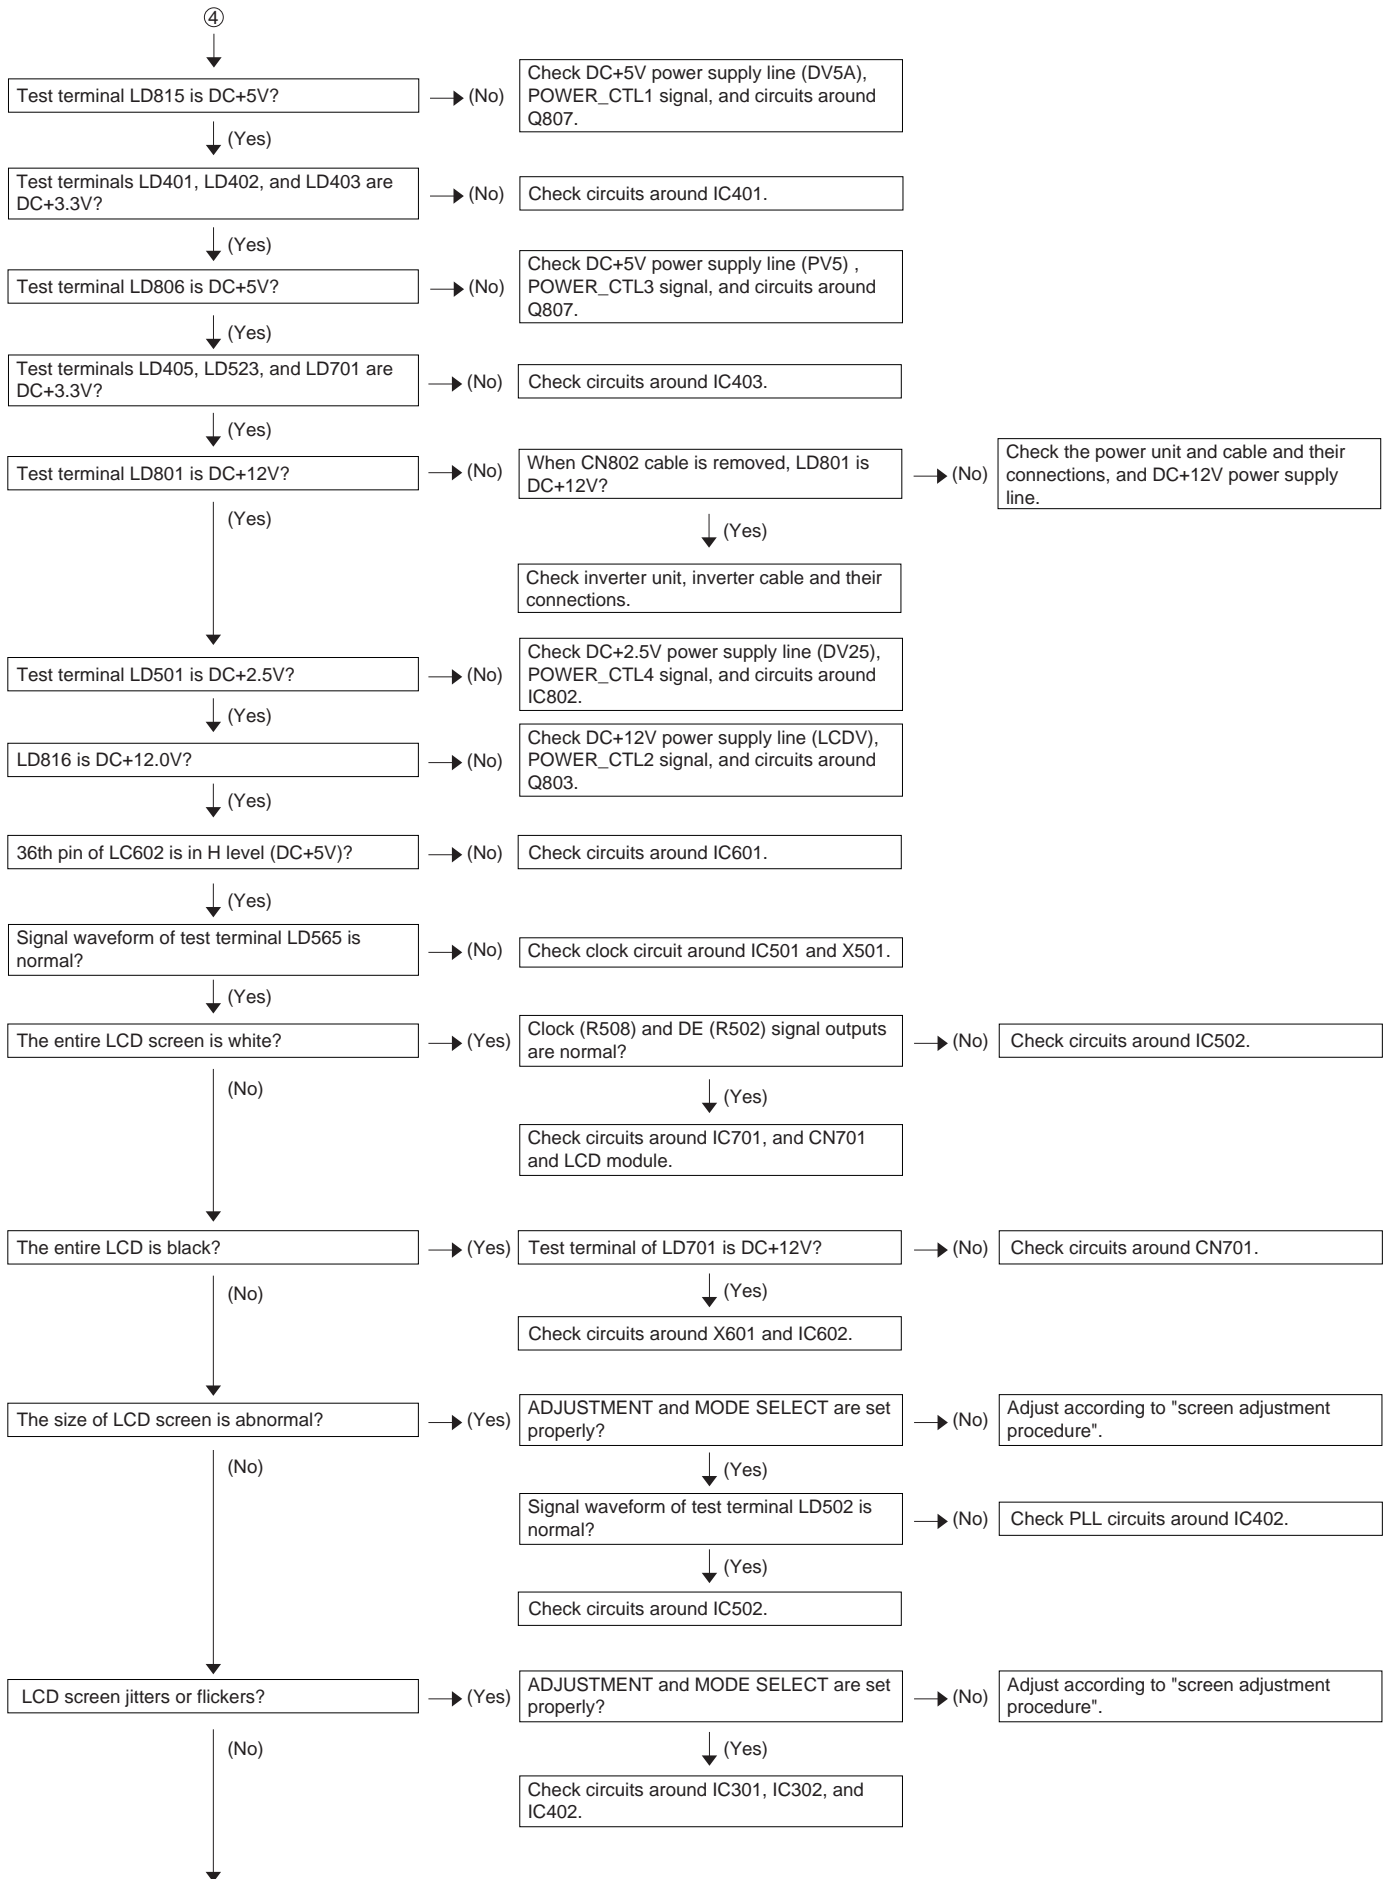 ④
Test terminal LD815 is DC+5V?
(No)
Check DC+5V power supply line (DV5A),
POWER_CTL1 signal, and circuits around
Q807.
(Yes)
Test terminals LD401, LD402, and LD403 are
DC+3.3V?
(No)
Check circuits around IC401.
(Yes)
Test terminal LD806 is DC+5V?
(No)
Check DC+5V power supply line (PV5) ,
POWER_CTL3 signal, and circuits around
Q807.
(Yes)
Test terminals LD405, LD523, and LD701 are
DC+3.3V?
(No)
Check circuits around IC403.
(Yes)
Test terminal LD801 is DC+12V?
(No)
When CN802 cable is removed, LD801 is
DC+12V?
(No)
Check the power unit and cable and their
connections, and DC+12V power supply
line.
(Yes)
(Yes)
Check inverter unit, inverter cable and their
connections.
Test terminal LD501 is DC+2.5V?
(No)
Check DC+2.5V power supply line (DV25),
POWER_CTL4 signal, and circuits around
IC802.
(Yes)
LD816 is DC+12.0V?
(No)
Check DC+12V power supply line (LCDV),
POWER_CTL2 signal, and circuits around
Q803.
(Yes)
36th pin of LC602 is in H level (DC+5V)?
(No)
Check circuits around IC601.
(Yes)
Signal waveform of test terminal LD565 is
normal?
(No)
Check clock circuit around IC501 and X501.
(Yes)
The entire LCD screen is white?
(Yes)
Clock (R508) and DE (R502) signal outputs
are normal?
(No)
Check circuits around IC502.
(No)
(Yes)
Check circuits around IC701, and CN701
and LCD module.
The entire LCD is black?
(Yes)
Test terminal of LD701 is DC+12V?
(No)
Check circuits around CN701.
(No)
(Yes)
Check circuits around X601 and IC602.
The size of LCD screen is abnormal?
(Yes)
ADJUSTMENT and MODE SELECT are set
properly?
(No)
Adjust according to "screen adjustment
procedure".
(No)
(Yes)
Signal waveform of test terminal LD502 is
normal?
(No)
Check PLL circuits around IC402.
(Yes)
Check circuits around IC502.
LCD screen jitters or flickers?
(Yes)
ADJUSTMENT and MODE SELECT are set
properly?
(No)
Adjust according to "screen adjustment
procedure".
(No)
(Yes)
Check circuits around IC301, IC302, and
IC402.